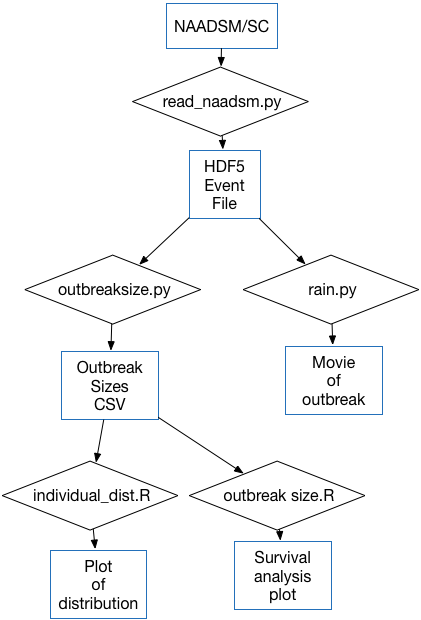 NAADSM/SC
read_naadsm.py
HDF5
Event
File
outbreaksize.py
rain.py
Outbreak
Sizes
CSV
Movie
of
outbreak
individual_dist.R
outbreak size.R
Plot
of
distribution
Survival
analysis
plot